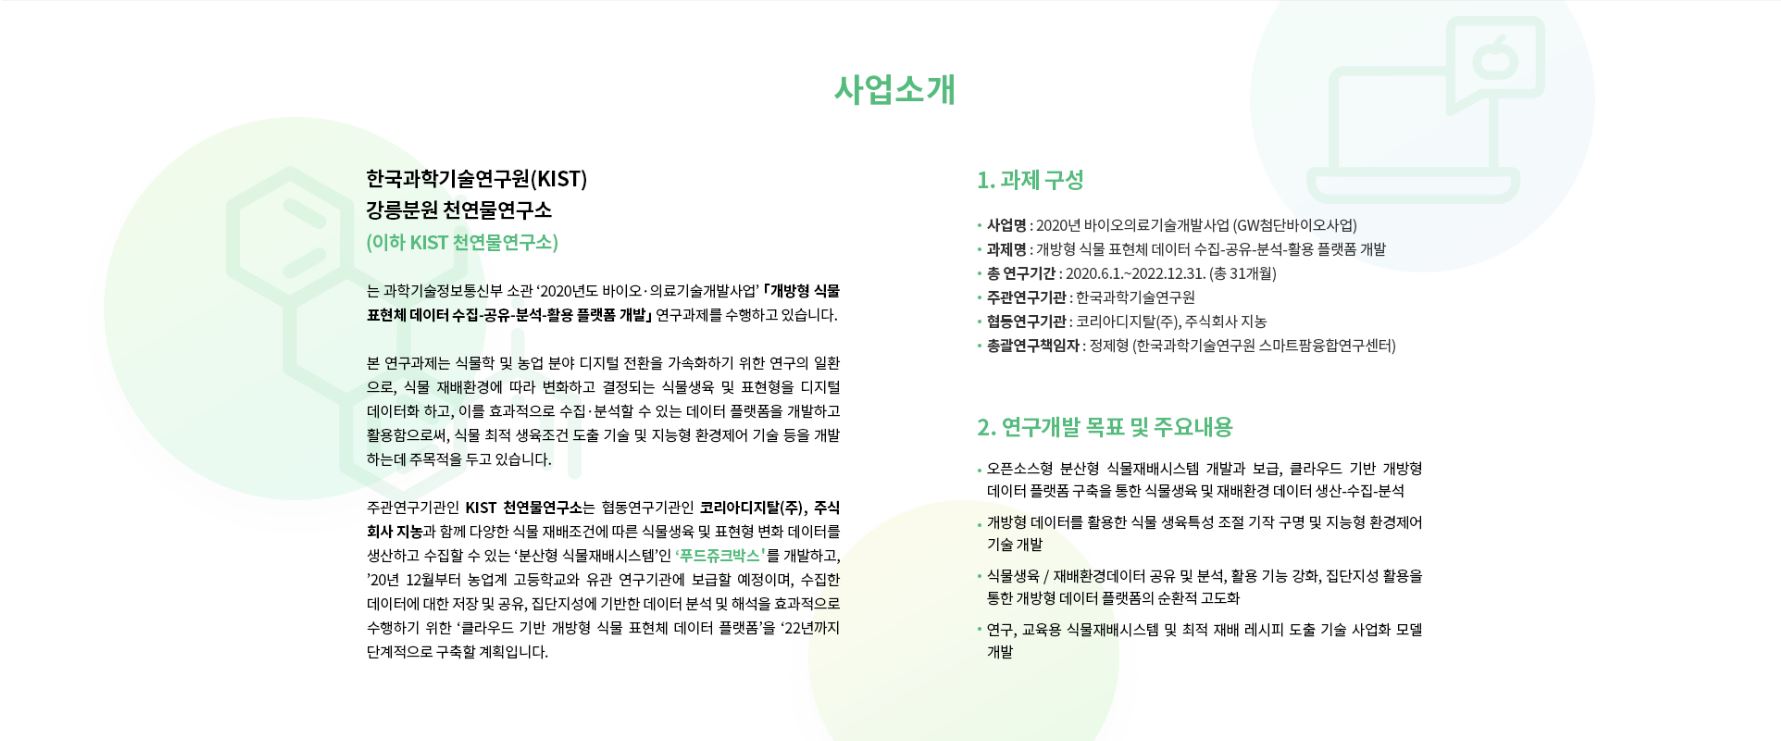 사업소개
한국과학기술연구원(KIST)
강릉분원 천연물연구소
(이하 KIST 천연물연구소)
는 과학기술정보통신부 소관 ‘2020년도 바이오·의료기술개발사업’ 「개방형 식물
표현체 데이터 수집-공유-분석-활용 플랫폼 개발」 연구과제를 수행하고 있습니다.
본 연구과제는 식물학 및 농업 분야 디지털 전환을 가속화하기 위한 연구의 일환
으로, 식물 재배환경에 따라 변화하고 결정되는 식물생육 및 표현형을 디지털
데이터화 하고, 이를 효과적으로 수집·분석할 수 있는 데이터 플랫폼을 개발하고
활용함으로써, 식물 최적 생육조건 도출 기술 및 지능형 환경제어 기술 등을 개발
하는데 주목적을 두고 있습니다.
주관연구기관인 KIST 천연물연구소는 협동연구기관인 코리아디지탈(주), 주식
회사 지농과 함께 다양한 식물 재배조건에 따른 식물생육 및 표현형 변화 데이터를
생산하고 수집할 수 있는 ‘분산형 식물재배시스템’인 ‘푸드쥬크박스'를 개발하고,
’20년 12월부터 농업계 고등학교와 유관 연구기관에 보급할 예정이며, 수집한
데이터에 대한 저장 및 공유, 집단지성에 기반한 데이터 분석 및 해석을 효과적으로
수행하기 위한 ‘클라우드 기반 개방형 식물 표현체 데이터 플랫폼’을 ‘22년까지
단계적으로 구축할 계획입니다.
1. 과제 구성
• 사업명 : 2020년 바이오의료기술개발사업 (GW첨단바이오사업)
• 과제명 : 개방형 식물 표현체 데이터 수집-공유-분석-활용 플랫폼 개발
• 총 연구기간 : 2020.6.1.~2022.12.31. (총 31개월)
• 주관연구기관 : 한국과학기술연구원
• 협동연구기관 : 코리아디지탈(주), 주식회사 지농
• 총괄연구책임자 : 정제형 (한국과학기술연구원 스마트팜융합연구센터)
2. 연구개발 목표 및 주요내용
• 오픈소스형 분산형 식물재배시스템 개발과 보급, 클라우드 기반 개방형
데이터 플랫폼 구축을 통한 식물생육 및 재배환경 데이터 생산-수집-분석
• 개방형 데이터를 활용한 식물 생육특성 조절 기작 구명 및 지능형 환경제어
기술 개발
• 식물생육 / 재배환경데이터 공유 및 분석, 활용 기능 강화, 집단지성 활용을
통한 개방형 데이터 플랫폼의 순환적 고도화
• 연구, 교육용 식물재배시스템 및 최적 재배 레시피 도출 기술 사업화 모델
개발